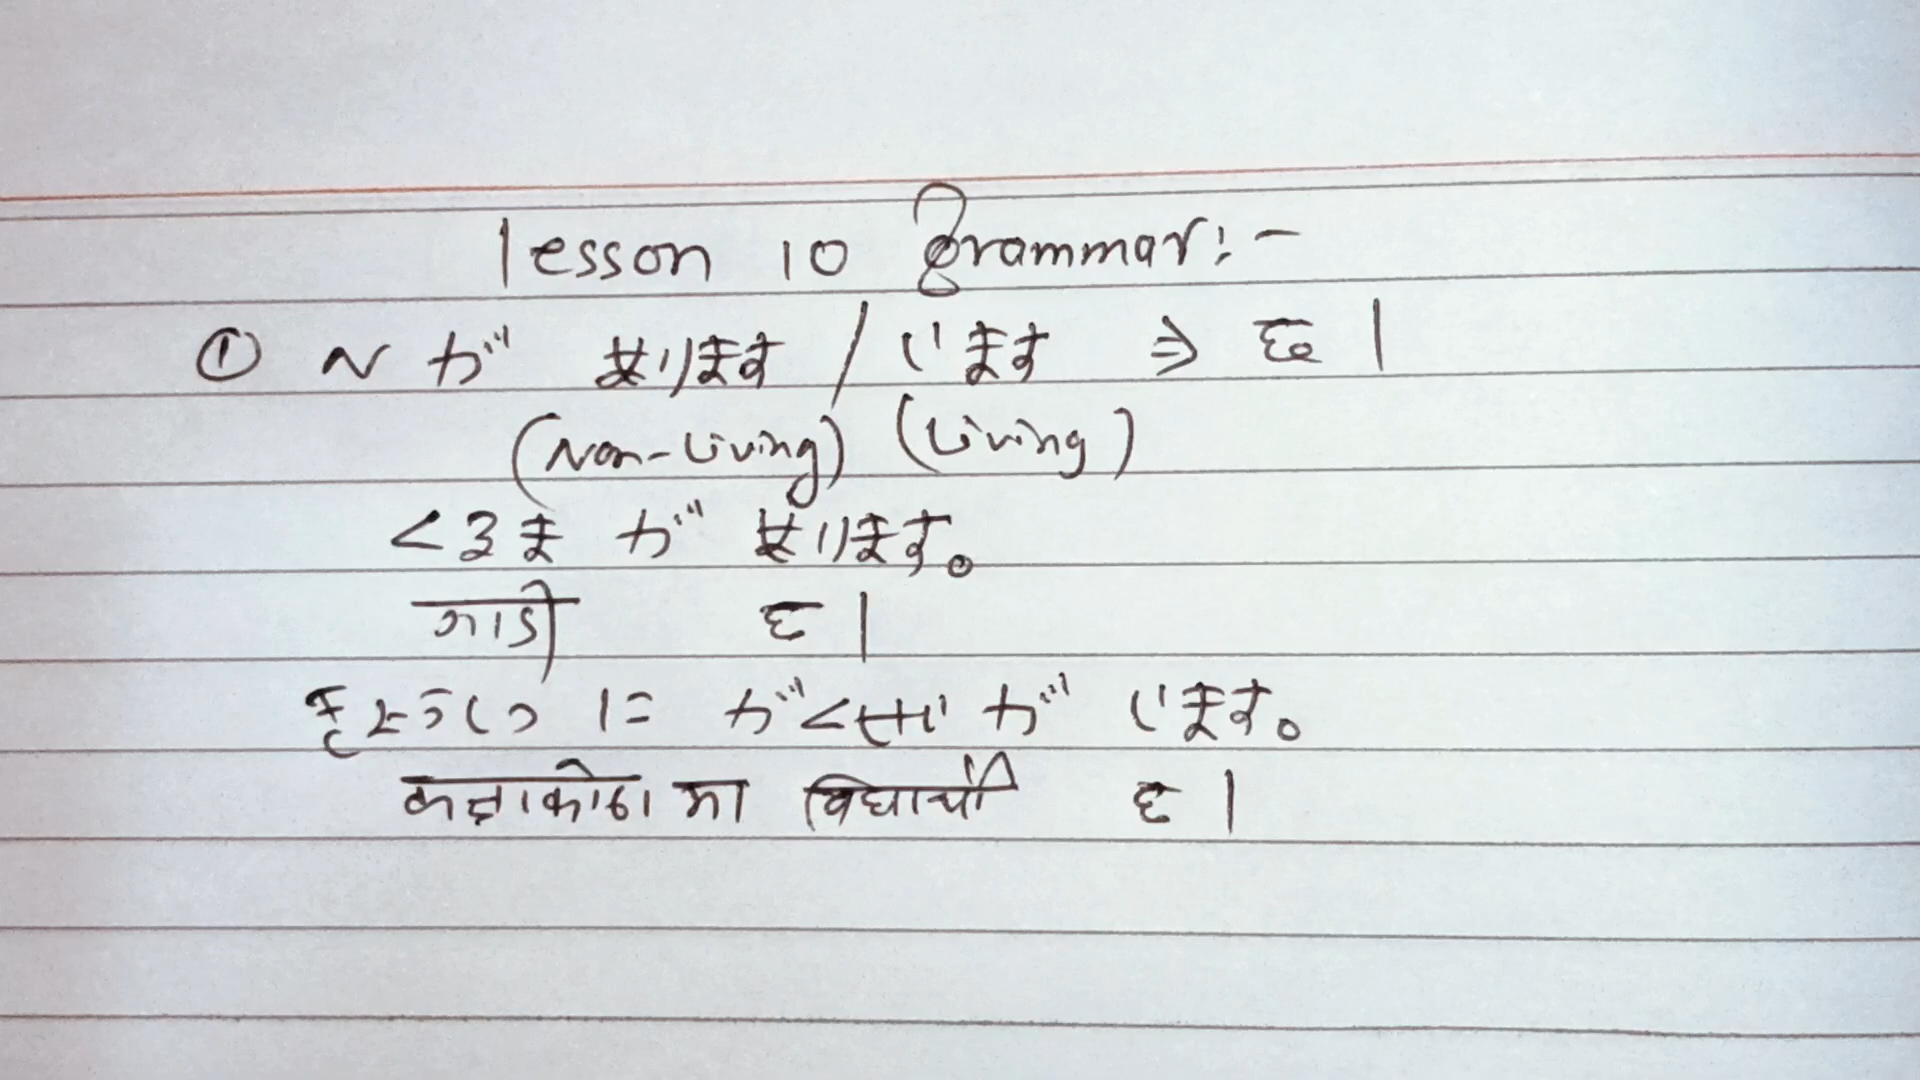 lesson 10 grammar:-
① N が あります / います ⇒ छ।
(Non-Living) (Living)
くるま が あります。
गाडी छ।
きょうしつ に がくせい が います。
कक्षाकोठा मा विद्यार्थी छ।